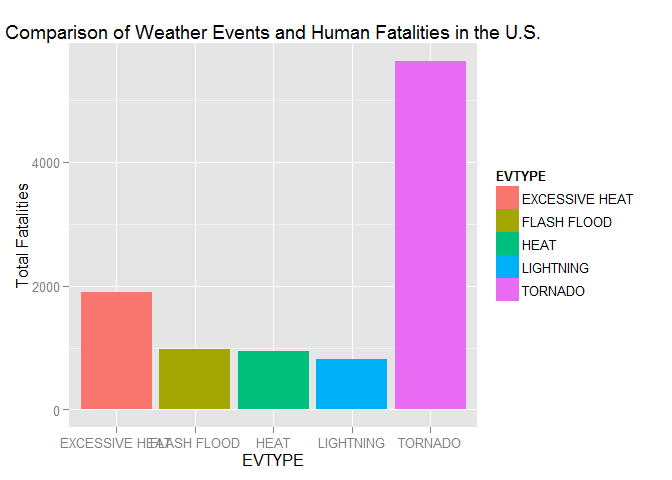 Comparison of Weather Events and Human Fatalities in the U.S.
Total Fatalities
4000
2000
0
EXCESSIVE HEAT
FLASH FLOOD
HEAT
LIGHTNING
TORNADO
EVTYPE
EVTYPE
EXCESSIVE HEAT
FLASH FLOOD
HEAT
LIGHTNING
TORNADO